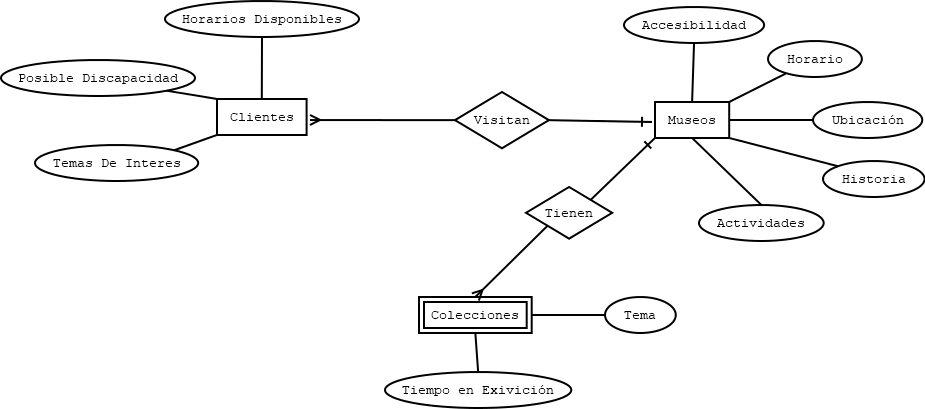 Horarios Disponibles
Accesibilidad
Horario
Posible Discapacidad
Clientes
Visitan
Museos
Ubicación
Temas De Interes
Historia
Tienen
Actividades
Colecciones
Tema
Tiempo en Exivición